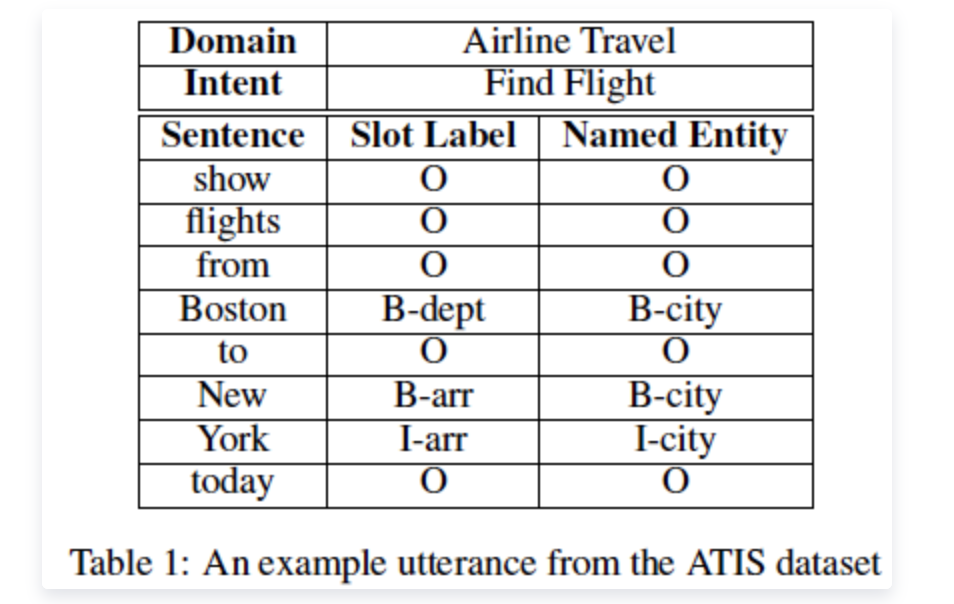 Domain Airline Travel
Intent Find Flight
Sentence Slot Label Named Entity
show O O
flights O O
from O O
Boston B-dept B-city
to O O
New B-arr B-city
York I-arr I-city
today O O
Table 1: An example utterance from the ATIS dataset